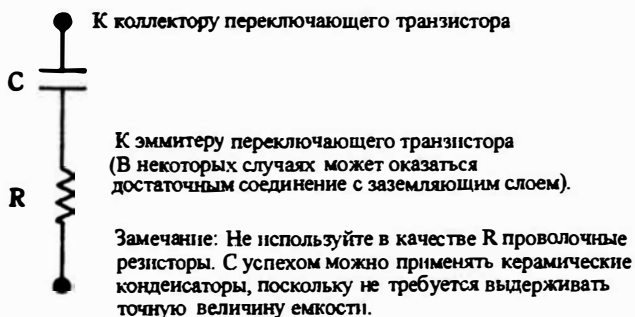 К коллектору переключающего транзистора
C
К эммитеру переключающего транзистора
(В некоторых случаях может оказаться
достаточным соединение с заземляющим слоем).
R
Замечание: Не используйте в качестве R проволочные
резисторы. С успехом можно применять керамические
конденсаторы, поскольку не требуется выдерживать
точную величину емкости.